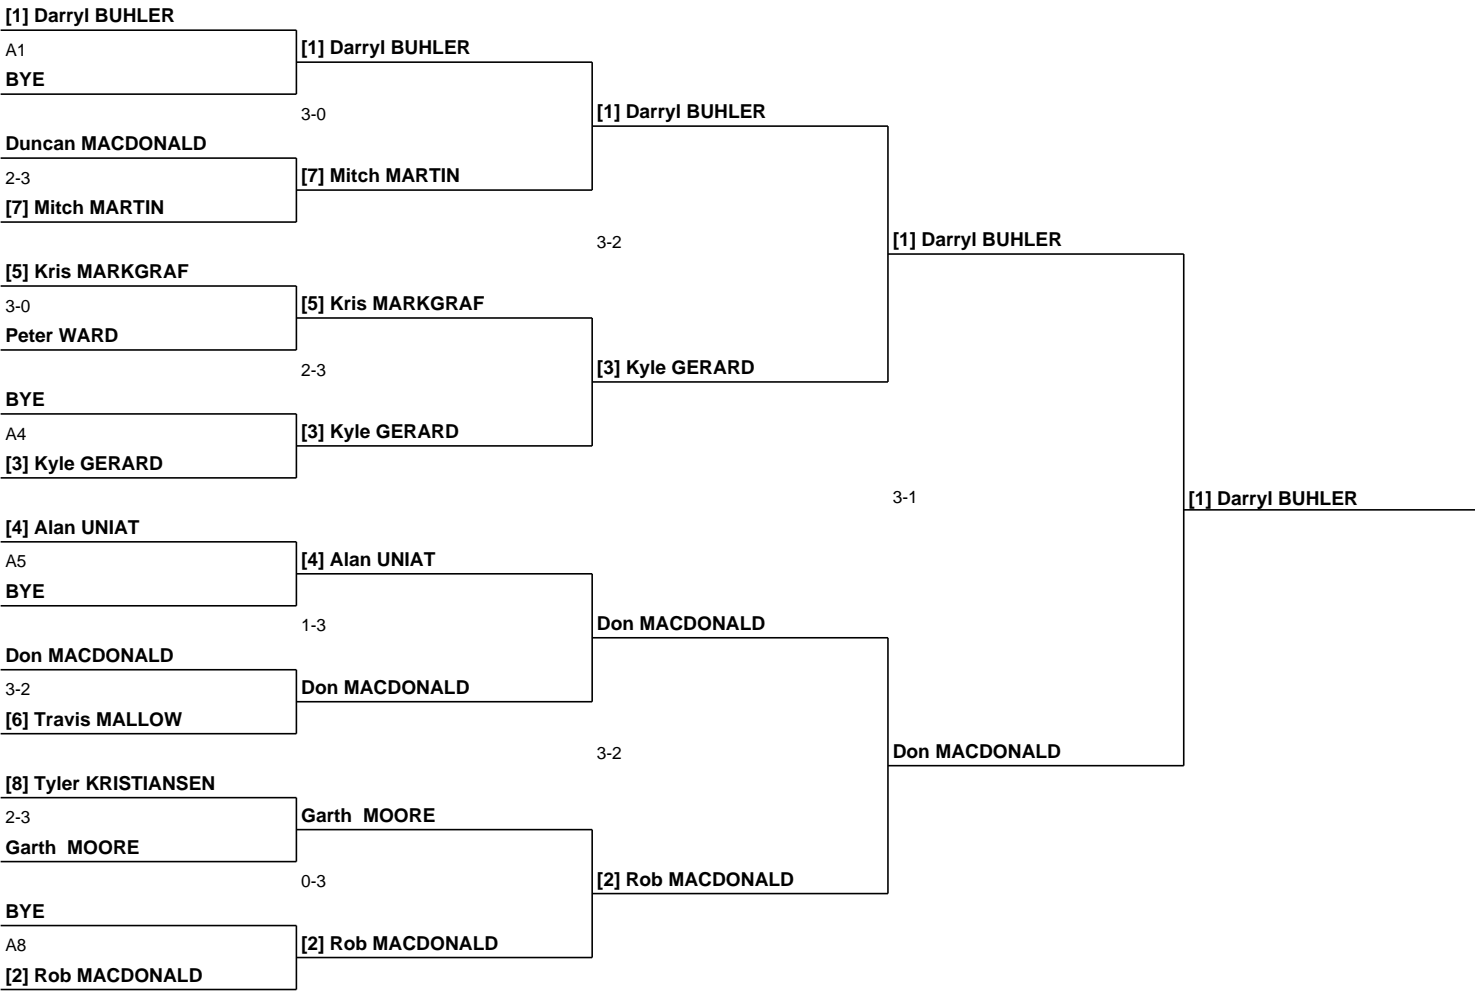 [1] Darryl BUHLER
A1
BYE
[1] Darryl BUHLER
3-0
Duncan MACDONALD
2-3
[7] Mitch MARTIN
[7] Mitch MARTIN
[1] Darryl BUHLER
3-2
[5] Kris MARKGRAF
3-0
Peter WARD
[5] Kris MARKGRAF
2-3
BYE
A4
[3] Kyle GERARD
[3] Kyle GERARD
[3] Kyle GERARD
[1] Darryl BUHLER
3-1
[1] Darryl BUHLER
[4] Alan UNIAT
A5
BYE
[4] Alan UNIAT
1-3
Don MACDONALD
3-2
[6] Travis MALLOW
Don MACDONALD
Don MACDONALD
3-2
Don MACDONALD
[8] Tyler KRISTIANSEN
2-3
Garth  MOORE
Garth  MOORE
0-3
[2] Rob MACDONALD
BYE
A8
[2] Rob MACDONALD
[2] Rob MACDONALD